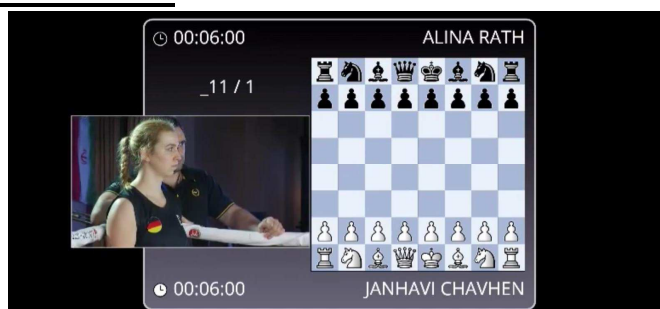 00:06:00
ALINA RATH
_11 / 1
00:06:00
JANHAVI CHAVHEN